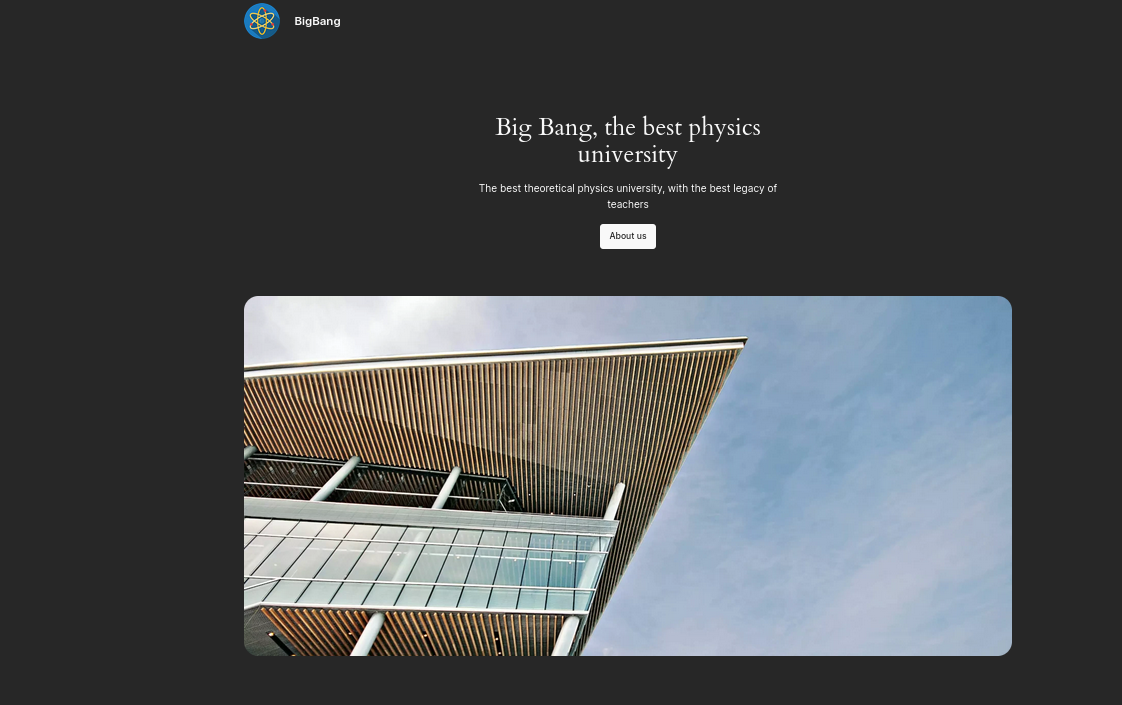 BigBang
Big Bang, the best physics
university
The best theoretical physics university, with the best legacy of
teachers
About us